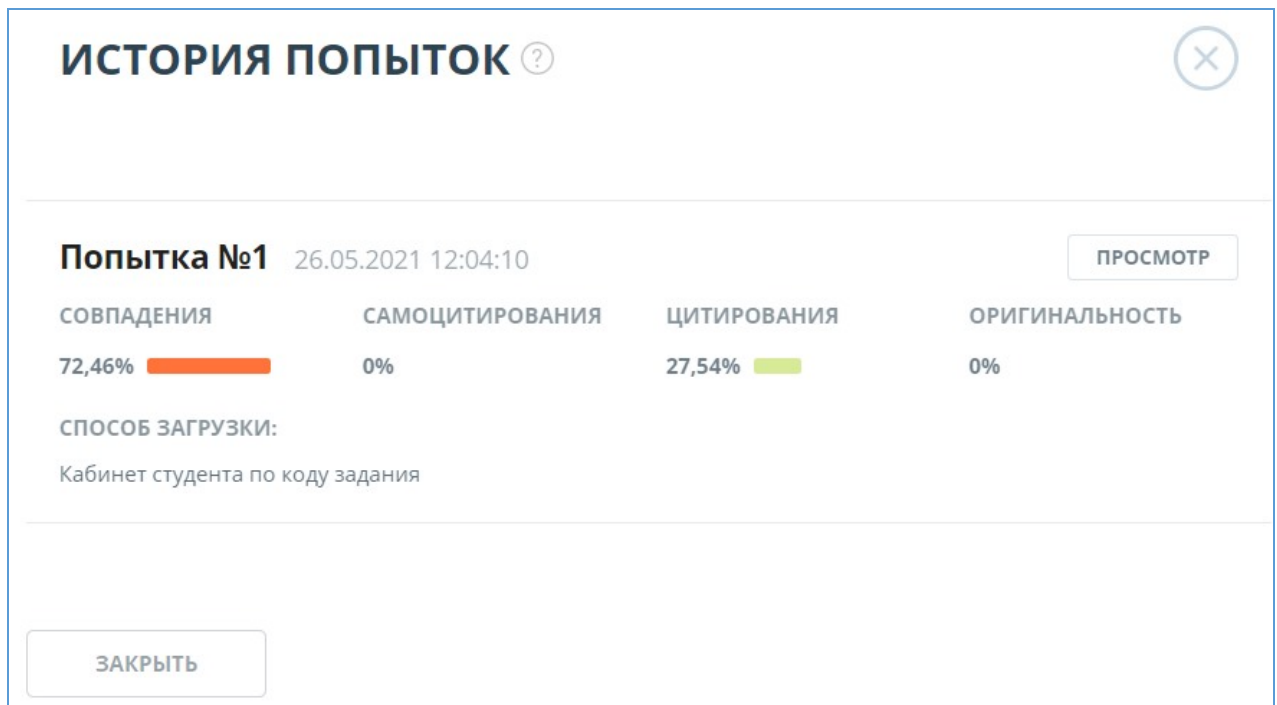 ИСТОРИЯ ПОПЫТОК ?
Попытка №1 26.05.2021 12:04:10 ПРОСМОТР
СОВПАДЕНИЯ САМОЦИТИРОВАНИЯ ЦИТИРОВАНИЯ ОРИГИНАЛЬНОСТЬ
72,46% 0% 27,54% 0%
СПОСОБ ЗАГРУЗКИ:
Кабинет студента по коду задания
ЗАКРЫТЬ